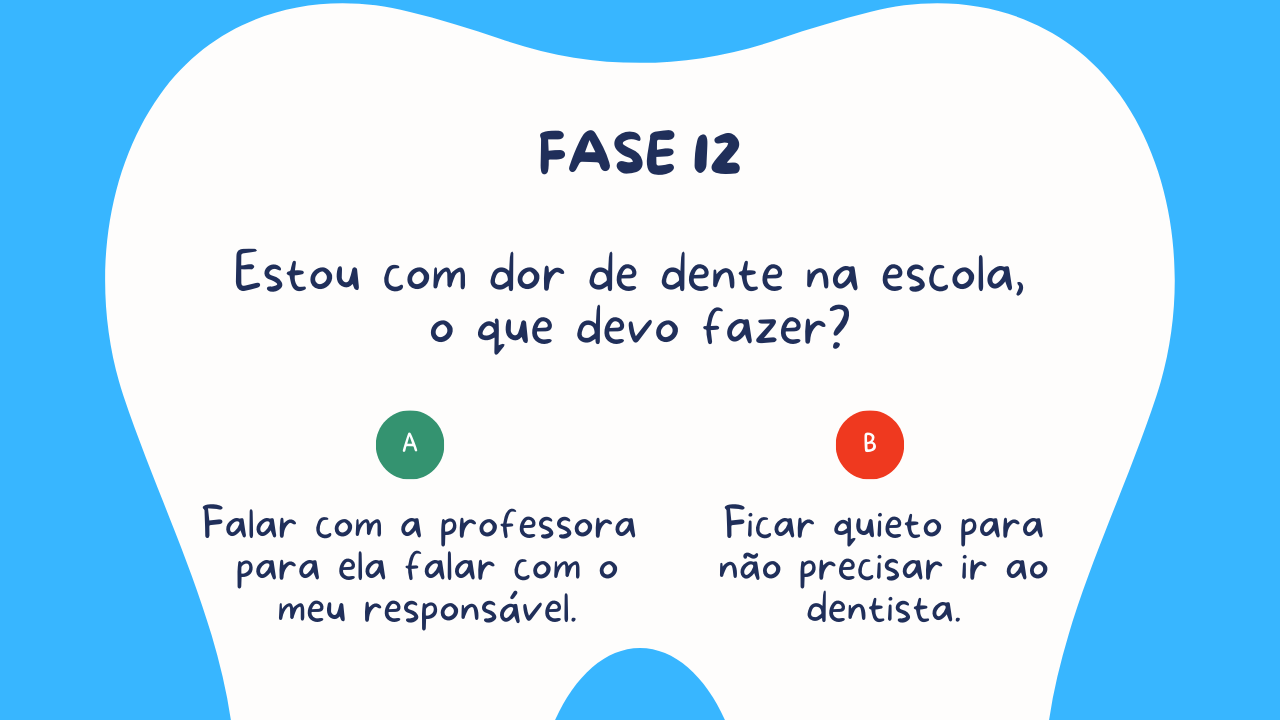 FASE 12
Estou com dor de dente na escola,
o que devo fazer?
A
Falar com a professora
para ela falar com o
meu responsável.
B
Ficar quieto para
não precisar ir ao
dentista.